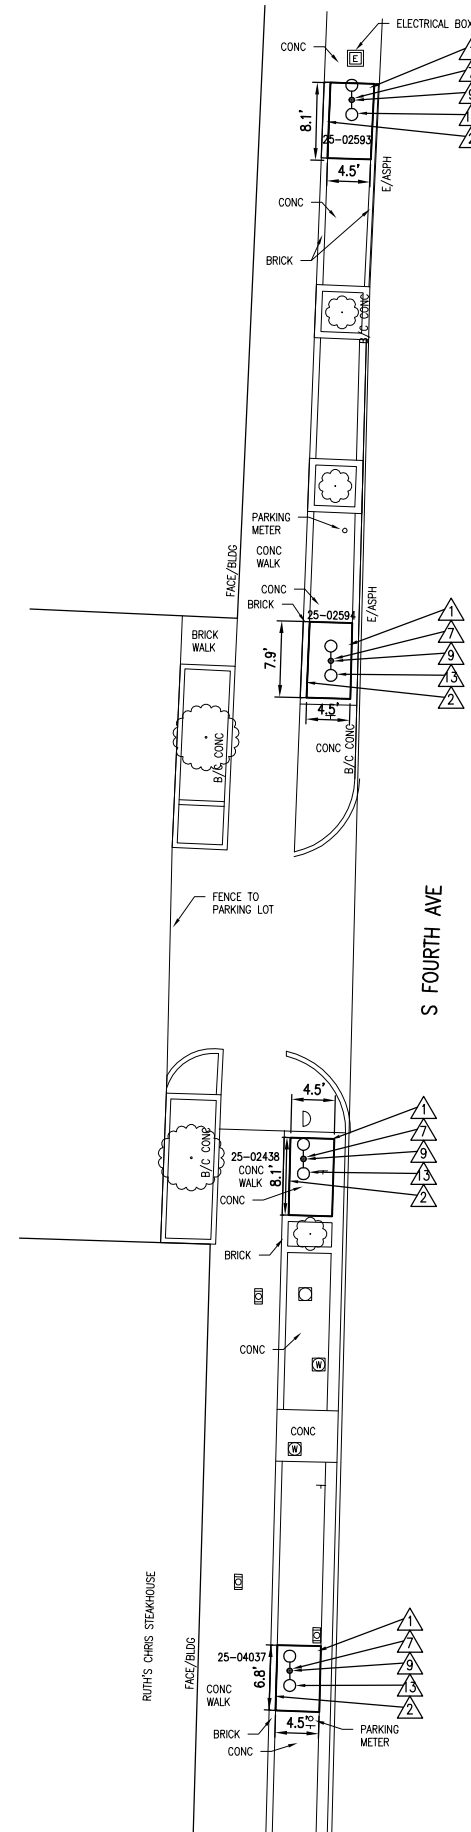 ELECTRICAL BOX
CONC
E
8.1'
25-02593
4.5'
E/ASPH
CONC
BRICK
B/C CONC
PARKING
METER
FACE/BLDG
CONC
WALK
CONC
BRICK
E/ASPH
25-02594
1
7
9
13
2
7.9'
4.5'
BRICK
WALK
B/C CONC
CONC
B/C CONC
FENCE TO
PARKING LOT
S FOURTH AVE
4.5'
1
7
9
13
2
25-02438
CONC
WALK
8.1'
CONC
B/C CONC
BRICK
CONC
W
CONC
W
RUTH'S CHRIS STEAKHOUSE
FACE/BLDG
25-04037
6.8'
CONC
WALK
1
7
9
13
2
BRICK
4.5'
PARKING
METER
CONC